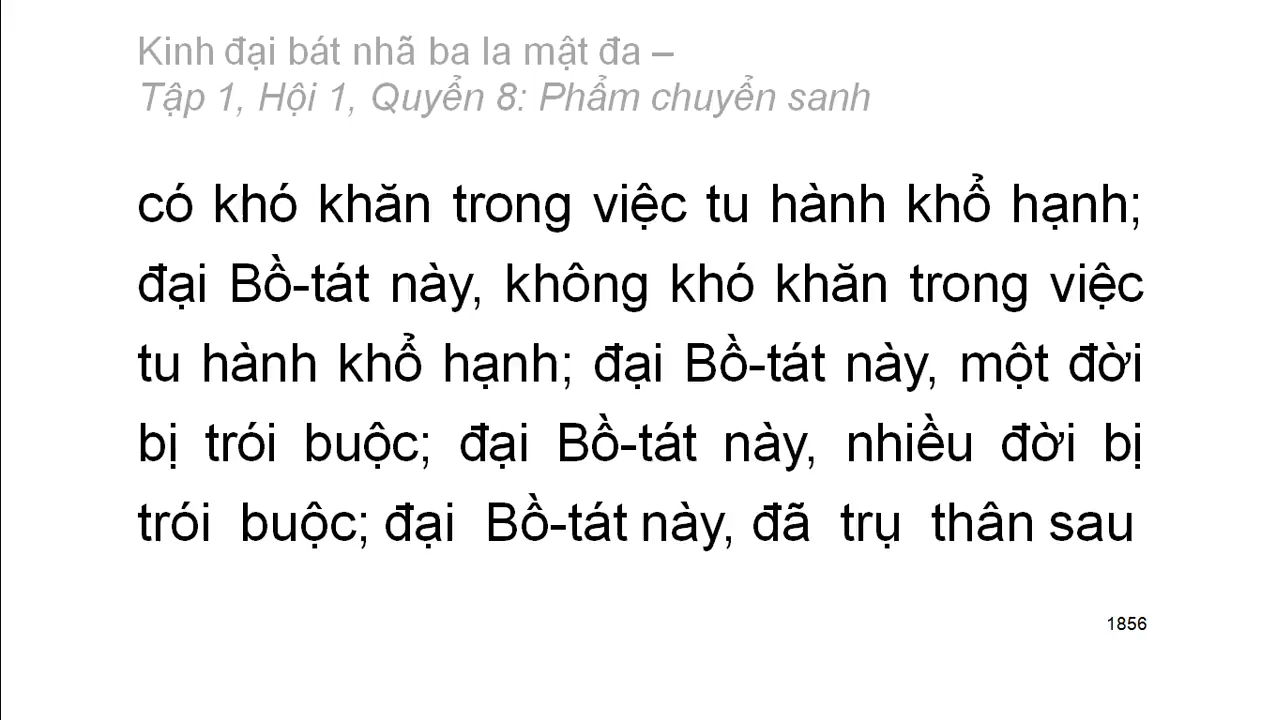 Kinh đại bát nhã ba la mật đa –
Tập 1, Hội 1, Quyển 8: Phẩm chuyển sanh
có khó khăn trong việc tu hành khổ hạnh;
đại Bồ-tát này, không khó khăn trong việc
tu hành khổ hạnh; đại Bồ-tát này, một đời
bị trói buộc; đại Bồ-tát này, nhiều đời bị
trói buộc; đại Bồ-tát này, đã trụ thân sau
1856